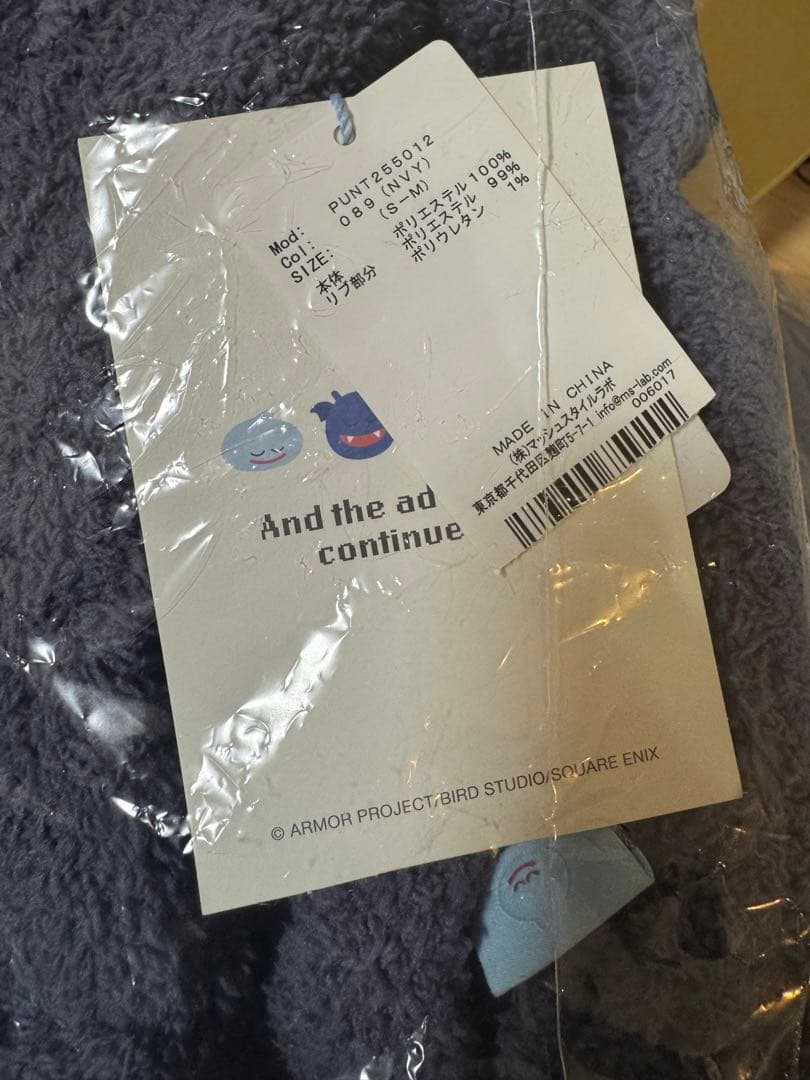 Mod: PUNT255012
Col: 089 (NVY)
SIZE: (S-M)
本体 ポリエステル 100%
リブ部分 ポリエステル 99%
ポリウレタン 1%
MADE IN CHINA
(株)マッシュスタイルラボ
東京都千代田区麹町5-7-1 info@ms-lab.com
006017
And the ad
continue
© ARMOR PROJECT/BIRD STUDIO/SQUARE ENIX